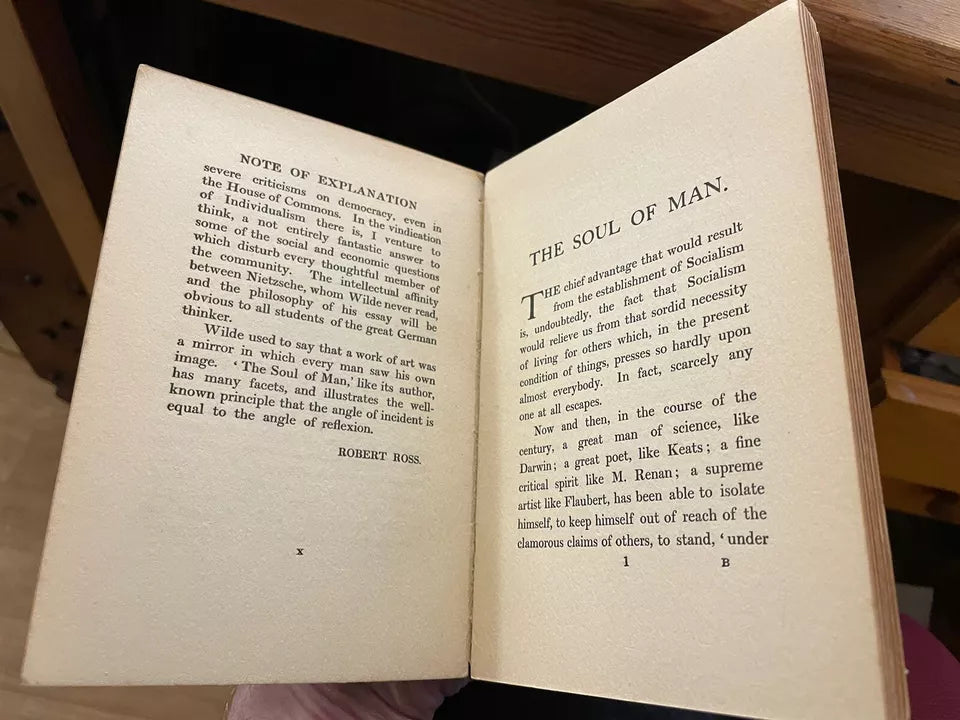 NOTE OF EXPLANATION
severe criticisms on democracy, even in
the House of Commons. In the vindication
of Individualism there is, I venture to
think, a not entirely fantastic answer to
some of the social and economic questions
which disturb every thoughtful member of
the community. The intellectual affinity
between Nietzsche, whom Wilde never read,
and the philosophy of his essay will be
obvious to all students of the great German
thinker.
Wilde used to say that a work of art was
a mirror in which every man saw his own
image. ‘The Soul of Man,’ like its author,
has many facets, and illustrates the well-
known principle that the angle of incident is
equal to the angle of reflexion.
ROBERT ROSS.
x
THE SOUL OF MAN.
THE chief advantage that would result
from the establishment of Socialism
is, undoubtedly, the fact that Socialism
would relieve us from that sordid necessity
of living for others which, in the present
condition of things, presses so hardly upon
almost everybody. In fact, scarcely any
one at all escapes.
Now and then, in the course of the
century, a great man of science, like
Darwin; a great poet, like Keats; a fine
critical spirit like M. Renan; a supreme
artist like Flaubert, has been able to isolate
himself, to keep himself out of reach of the
clamorous claims of others, to stand, ‘under
1 B